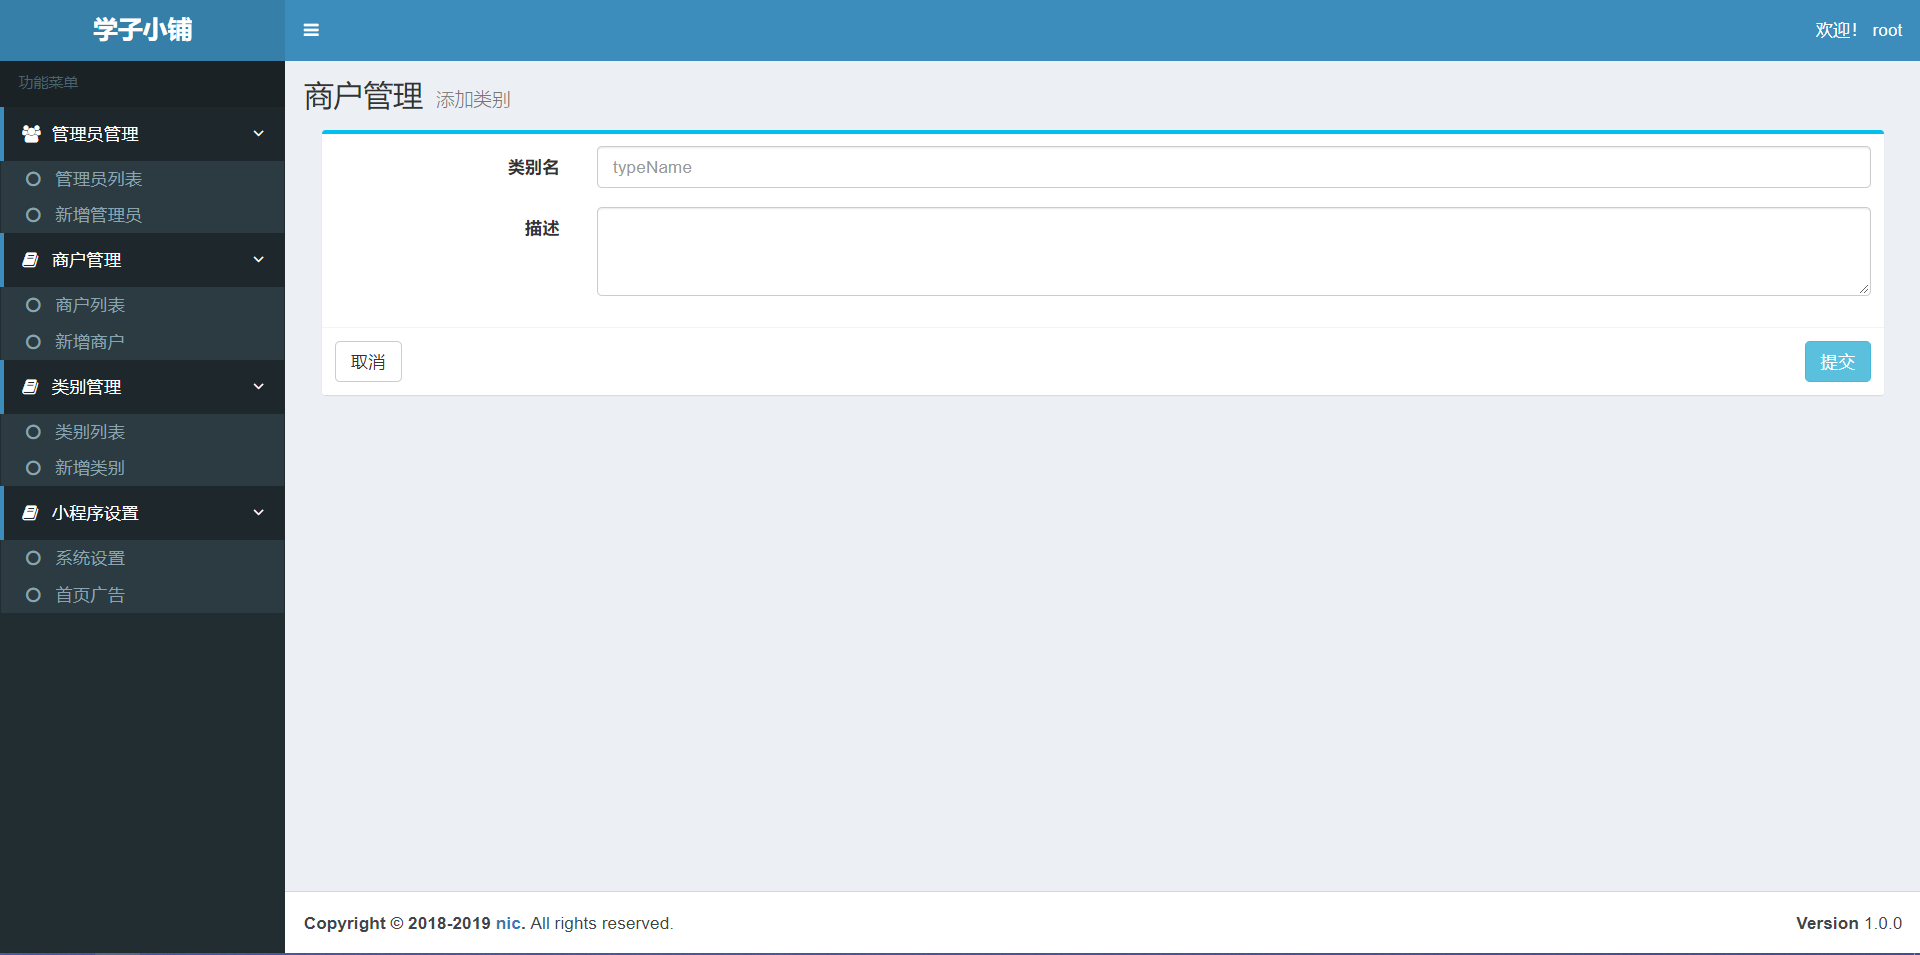 学子小铺
欢迎! root
功能菜单
管理员管理
管理员列表
新增管理员
商户管理
商户列表
新增商户
类别管理
类别列表
新增类别
小程序设置
系统设置
首页广告
商户管理 添加类别
类别名 typeName
描述
取消 提交
Copyright © 2018-2019 nic. All rights reserved.
Version 1.0.0